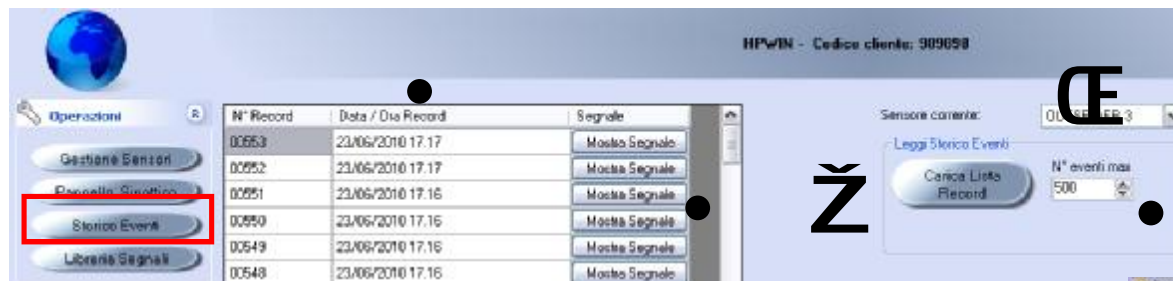 HPWIN - Codice cliente: 909098
Œ
Operazioni
N° Record Data / Ora Record Segnale
Sensore corrente:
Leggi Storico Eventi
00553 23/06/2010 17.17 Mostra Segnale
Gestione Sensori
00552 23/06/2010 17.17 Mostra Segnale
Carica Lista Record
N° eventi max
500
Ž
Pannello Sinottico
00551 23/06/2010 17.16 Mostra Segnale
00550 23/06/2010 17.16 Mostra Segnale
Storico Eventi
00549 23/06/2010 17.16 Mostra Segnale
Libreria Segnali
00548 23/06/2010 17.16 Mostra Segnale